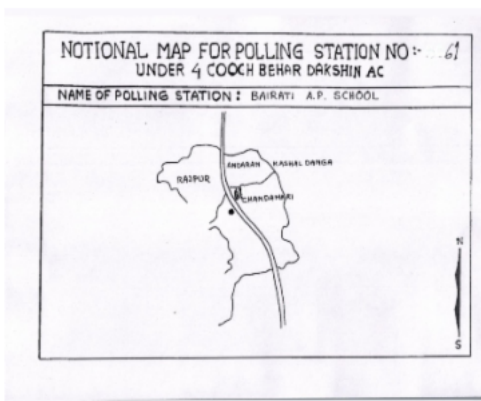 NOTIONAL MAP FOR POLLING STATION NO :- ... 61
UNDER 4 COOCH BEHAR DAKSHIN AC
NAME OF POLLING STATION : BAIRATI A.P. SCHOOL
ANDARAN KASHAL DANGA
RAJPUR
CHANDAMARI
N
S